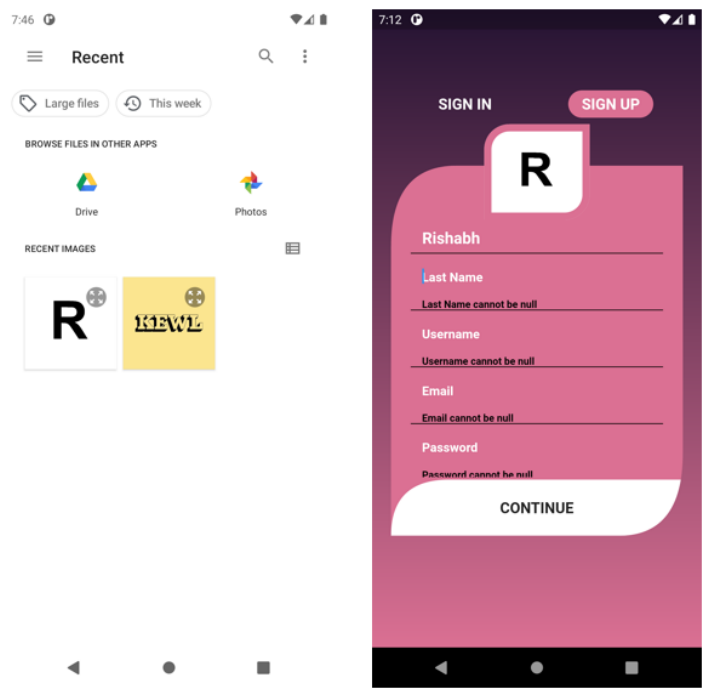 7:46
Recent
Large files
This week
BROWSE FILES IN OTHER APPS
Drive
Photos
RECENT IMAGES
R
KEWL
7:12
SIGN IN
SIGN UP
R
Rishabh
Last Name
Last Name cannot be null
Username
Username cannot be null
Email
Email cannot be null
Password
Password cannot be null
CONTINUE